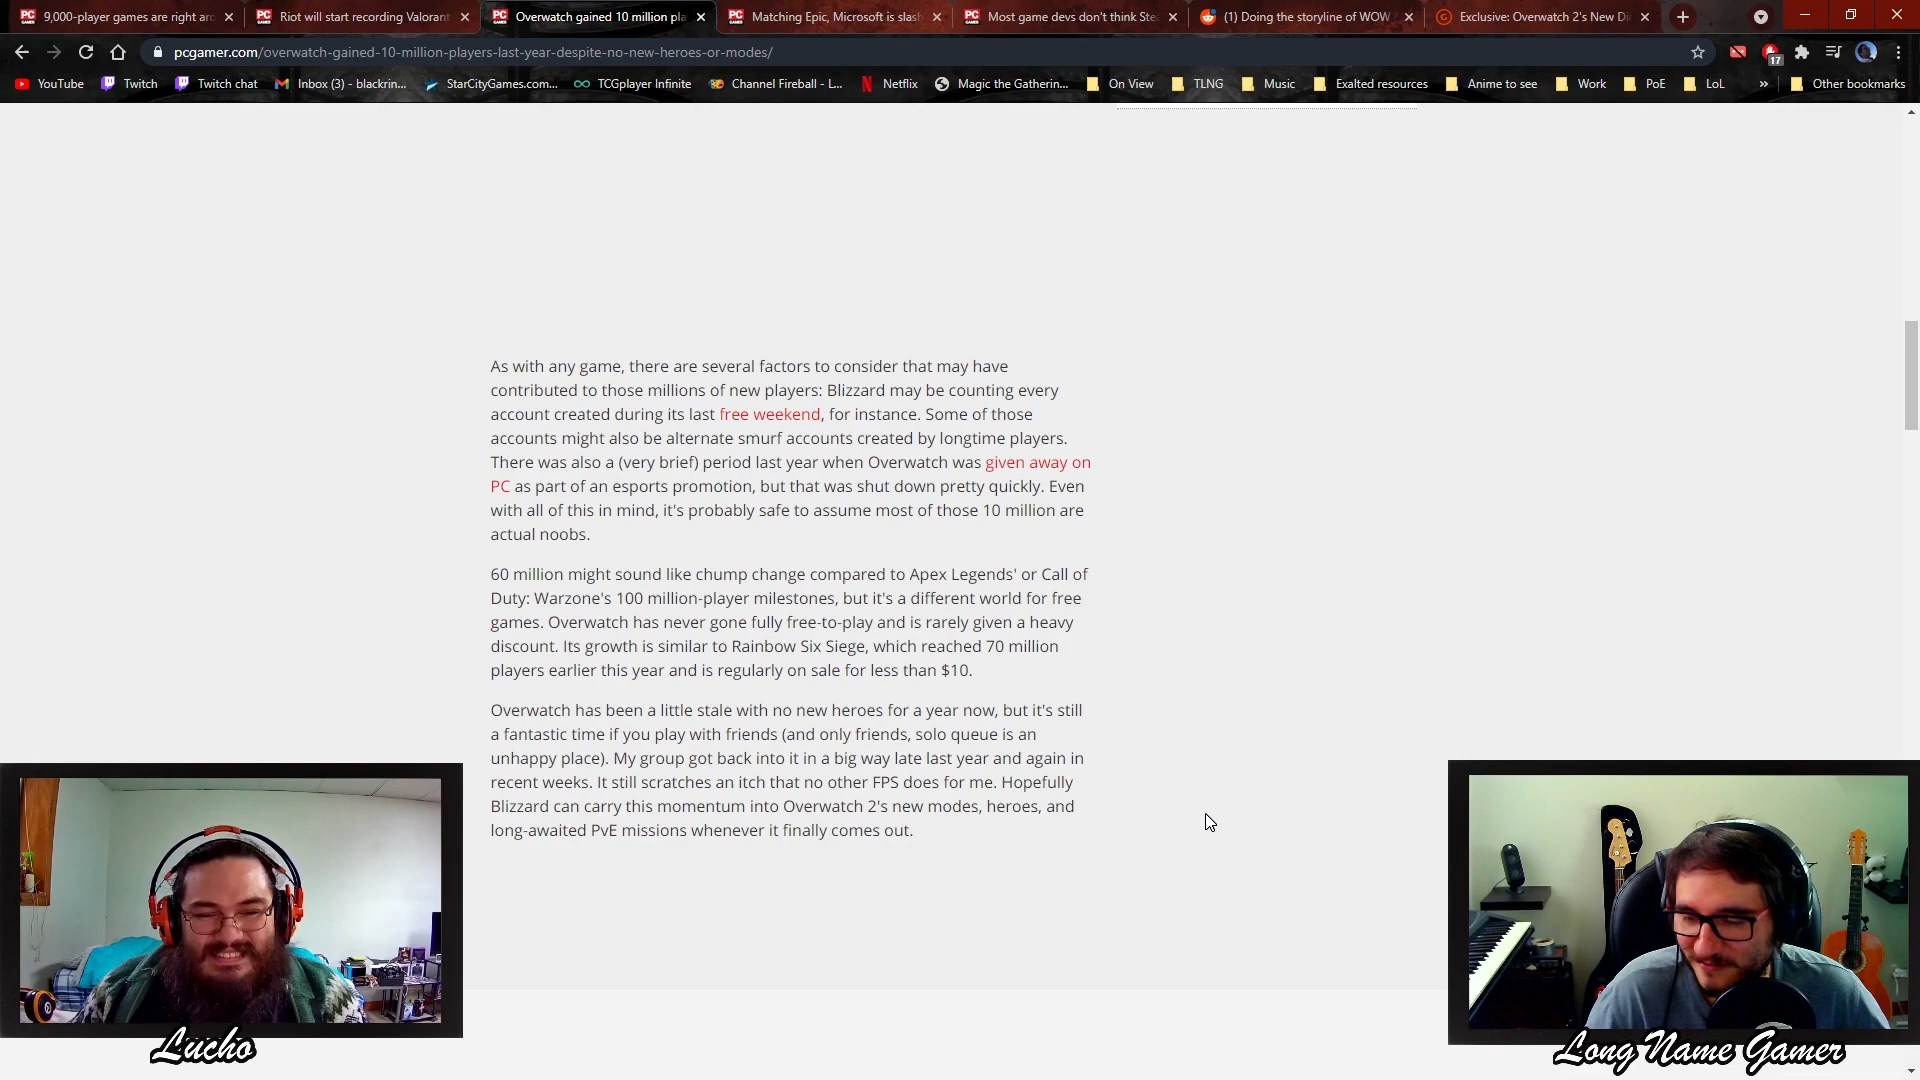 9,000-player games are right aro
Riot will start recording Valorant
Overwatch gained 10 million pla
Matching Epic, Microsoft is slash
Most game devs don't think Ste
(1) Doing the storyline of WOW
Exclusive: Overwatch 2's New Di
pcgamer.com/overwatch-gained-10-million-players-last-year-despite-no-new-heroes-or-modes/
17
YouTube
Twitch
Twitch chat
Inbox (3) - blackrin...
StarCityGames.com...
TCGplayer Infinite
Channel Fireball - L...
Netflix
Magic the Gatherin...
On View
TLNG
Music
Exalted resources
Anime to see
Work
PoE
LoL
»
Other bookmarks
As with any game, there are several factors to consider that may have
contributed to those millions of new players: Blizzard may be counting every
account created during its last free weekend, for instance. Some of those
accounts might also be alternate smurf accounts created by longtime players.
There was also a (very brief) period last year when Overwatch was given away on
PC as part of an esports promotion, but that was shut down pretty quickly. Even
with all of this in mind, it's probably safe to assume most of those 10 million are
actual noobs.
60 million might sound like chump change compared to Apex Legends' or Call of
Duty: Warzone's 100 million-player milestones, but it's a different world for free
games. Overwatch has never gone fully free-to-play and is rarely given a heavy
discount. Its growth is similar to Rainbow Six Siege, which reached 70 million
players earlier this year and is regularly on sale for less than $10.
Overwatch has been a little stale with no new heroes for a year now, but it's still
a fantastic time if you play with friends (and only friends, solo queue is an
unhappy place). My group got back into it in a big way late last year and again in
recent weeks. It still scratches an itch that no other FPS does for me. Hopefully
Blizzard can carry this momentum into Overwatch 2's new modes, heroes, and
long-awaited PvE missions whenever it finally comes out.
Lucho
Long Name Gamer